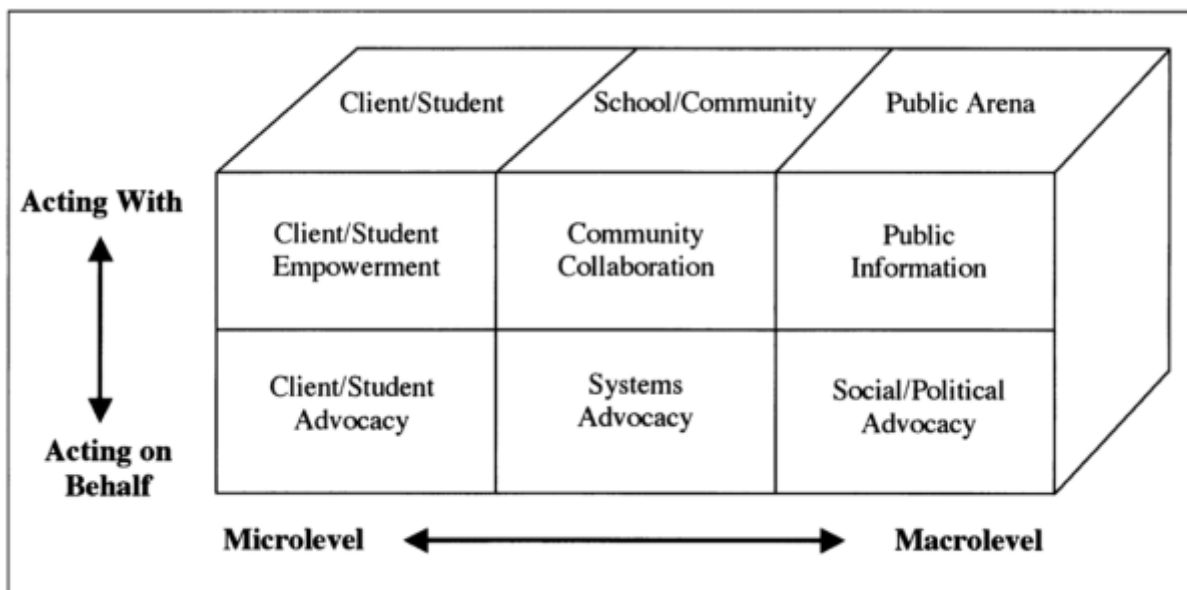 Client/Student
School/Community
Public Arena
Acting With
Client/Student
Empowerment
Community
Collaboration
Public
Information
Client/Student
Advocacy
Systems
Advocacy
Social/Political
Advocacy
Acting on
Behalf
Microlevel
Macrolevel